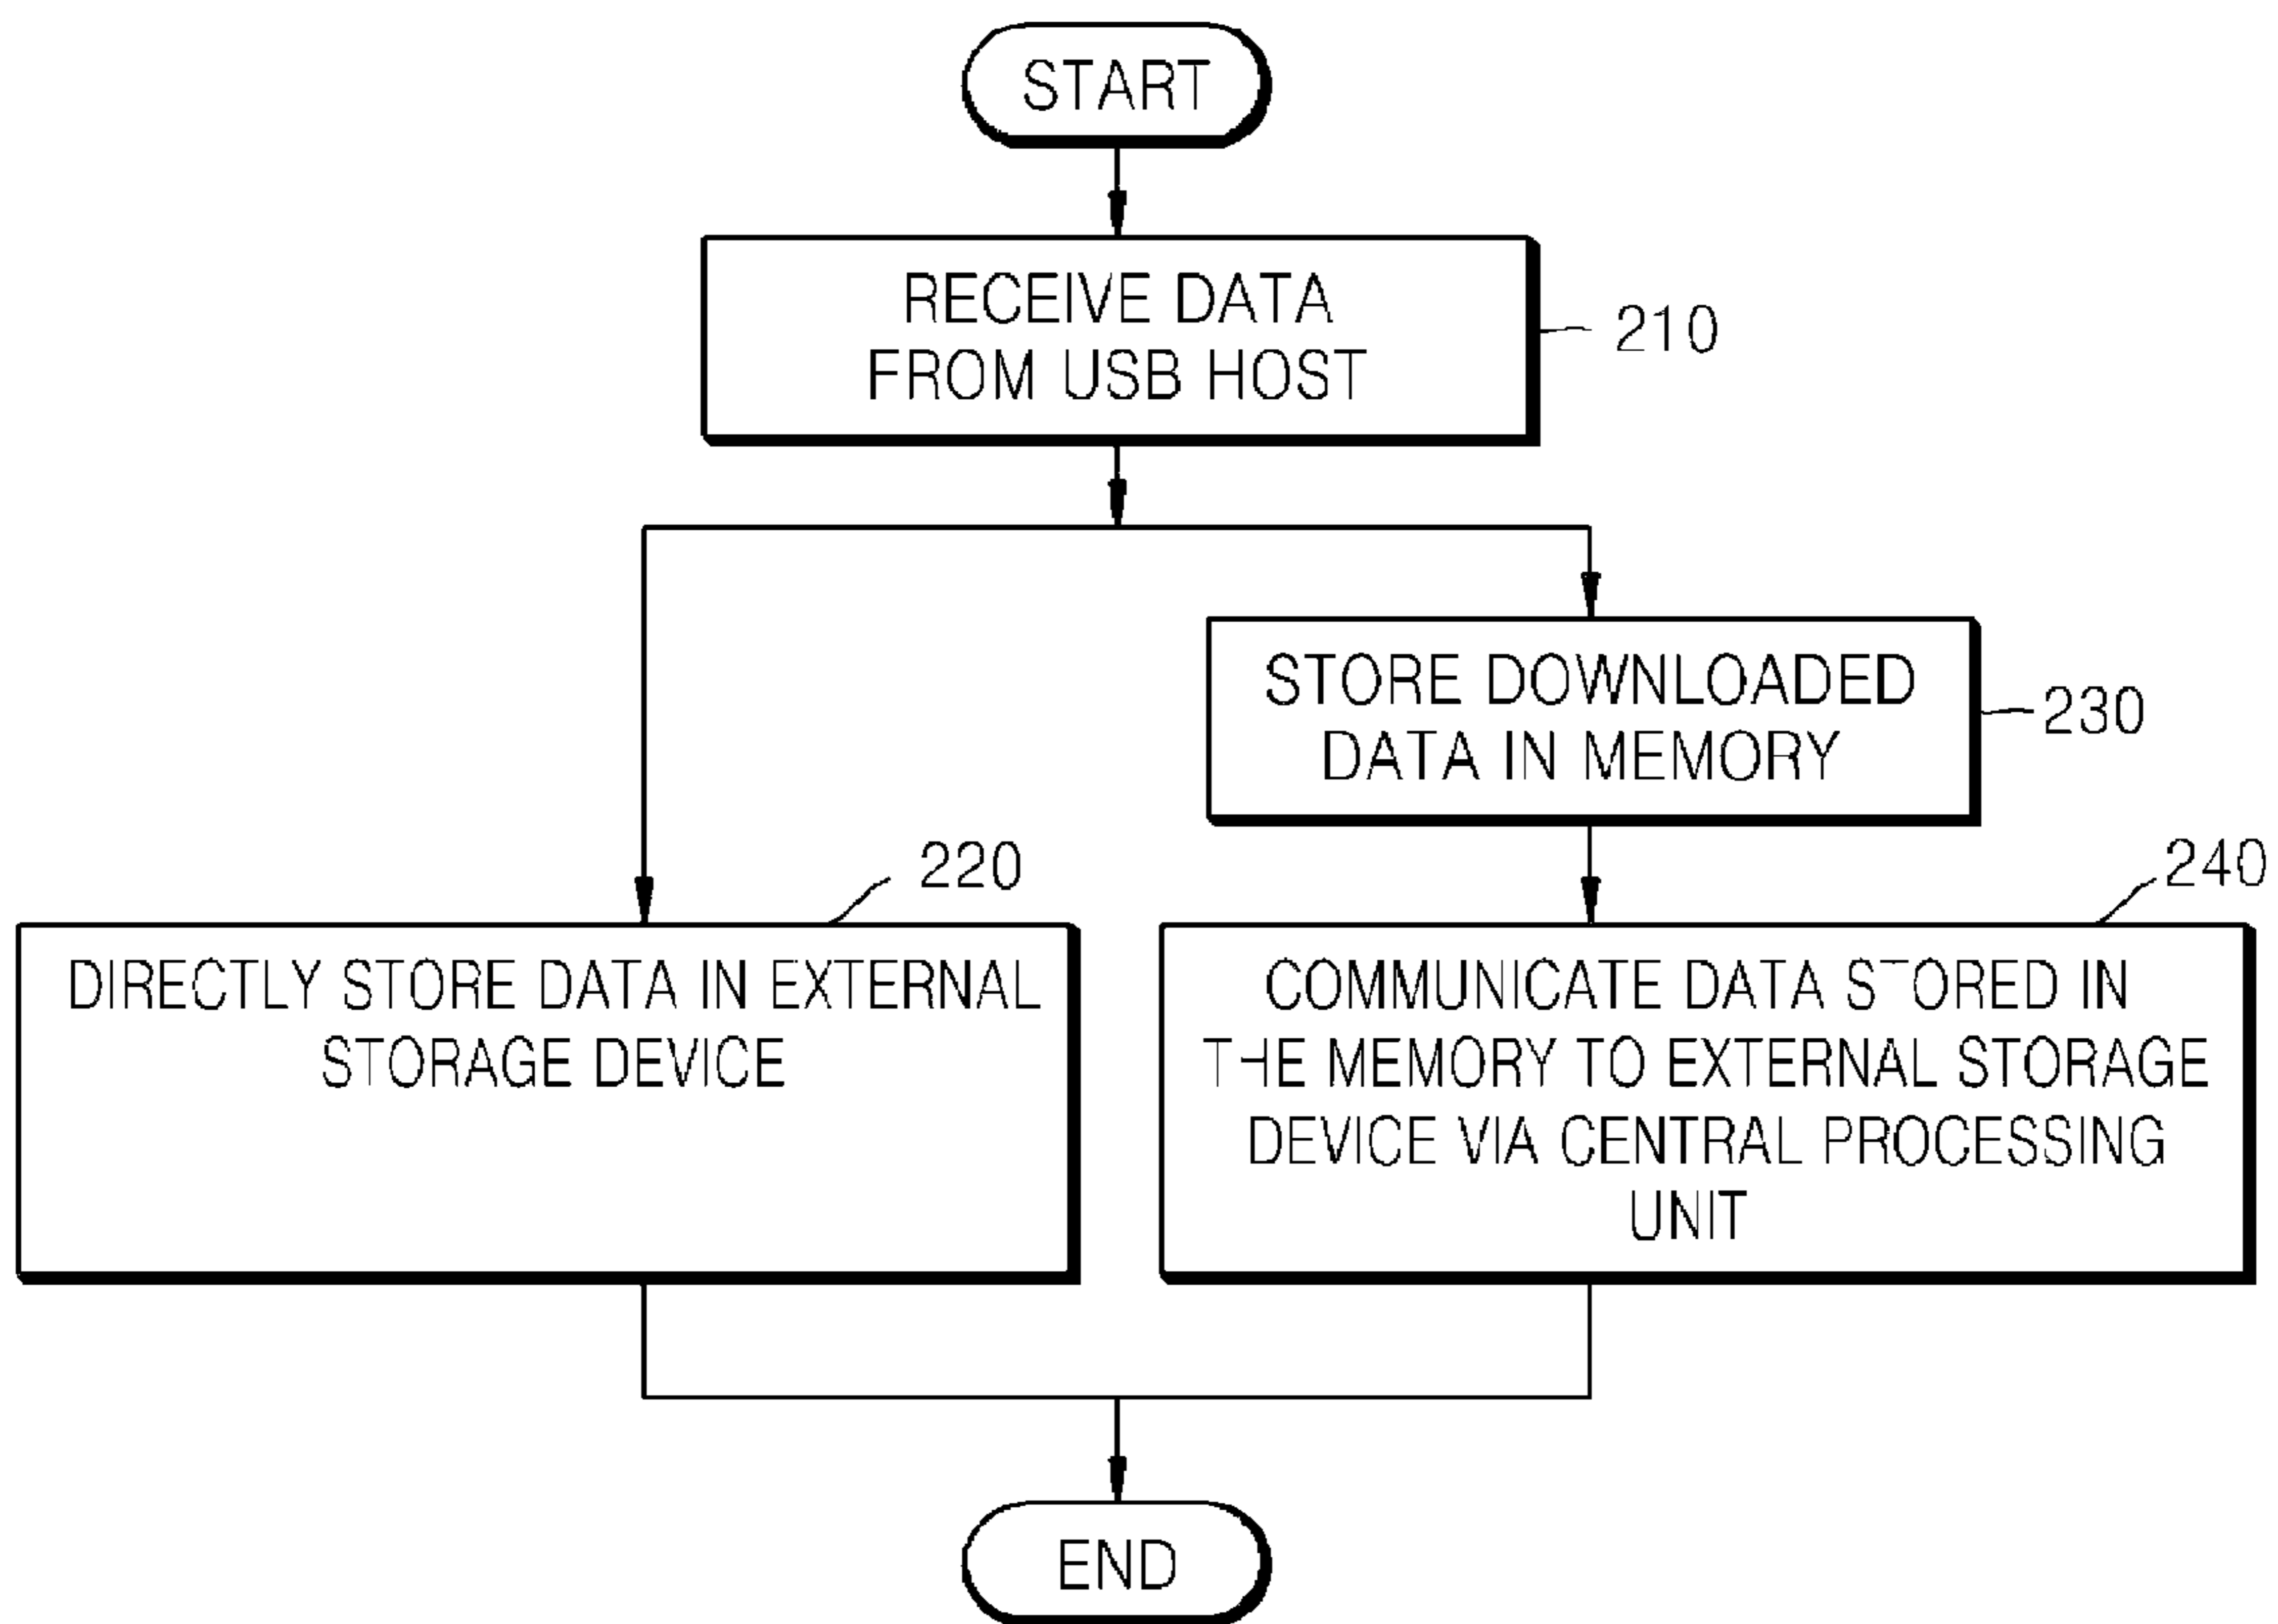 START
RECEIVE DATA
FROM USB HOST
210
STORE DOWNLOADED
DATA IN MEMORY
230
220
DIRECTLY STORE DATA IN EXTERNAL
STORAGE DEVICE
240
COMMUNICATE DATA STORED IN
THE MEMORY TO EXTERNAL STORAGE
DEVICE VIA CENTRAL PROCESSING
UNIT
END